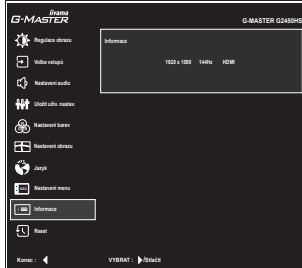 iiyama
G-MASTER
G-MASTER G2450HS
Regulace obrazu
Volba vstupů
Nastavení audio
Uložit uživ. nastav.
Nastavení barev
Nastavení obrazu
Jazyk
Nastavení menu
Informace
Reset
Informace
1920 x 1080 144Hz HDMI
Konec :
VYBRAT : /Stlačit